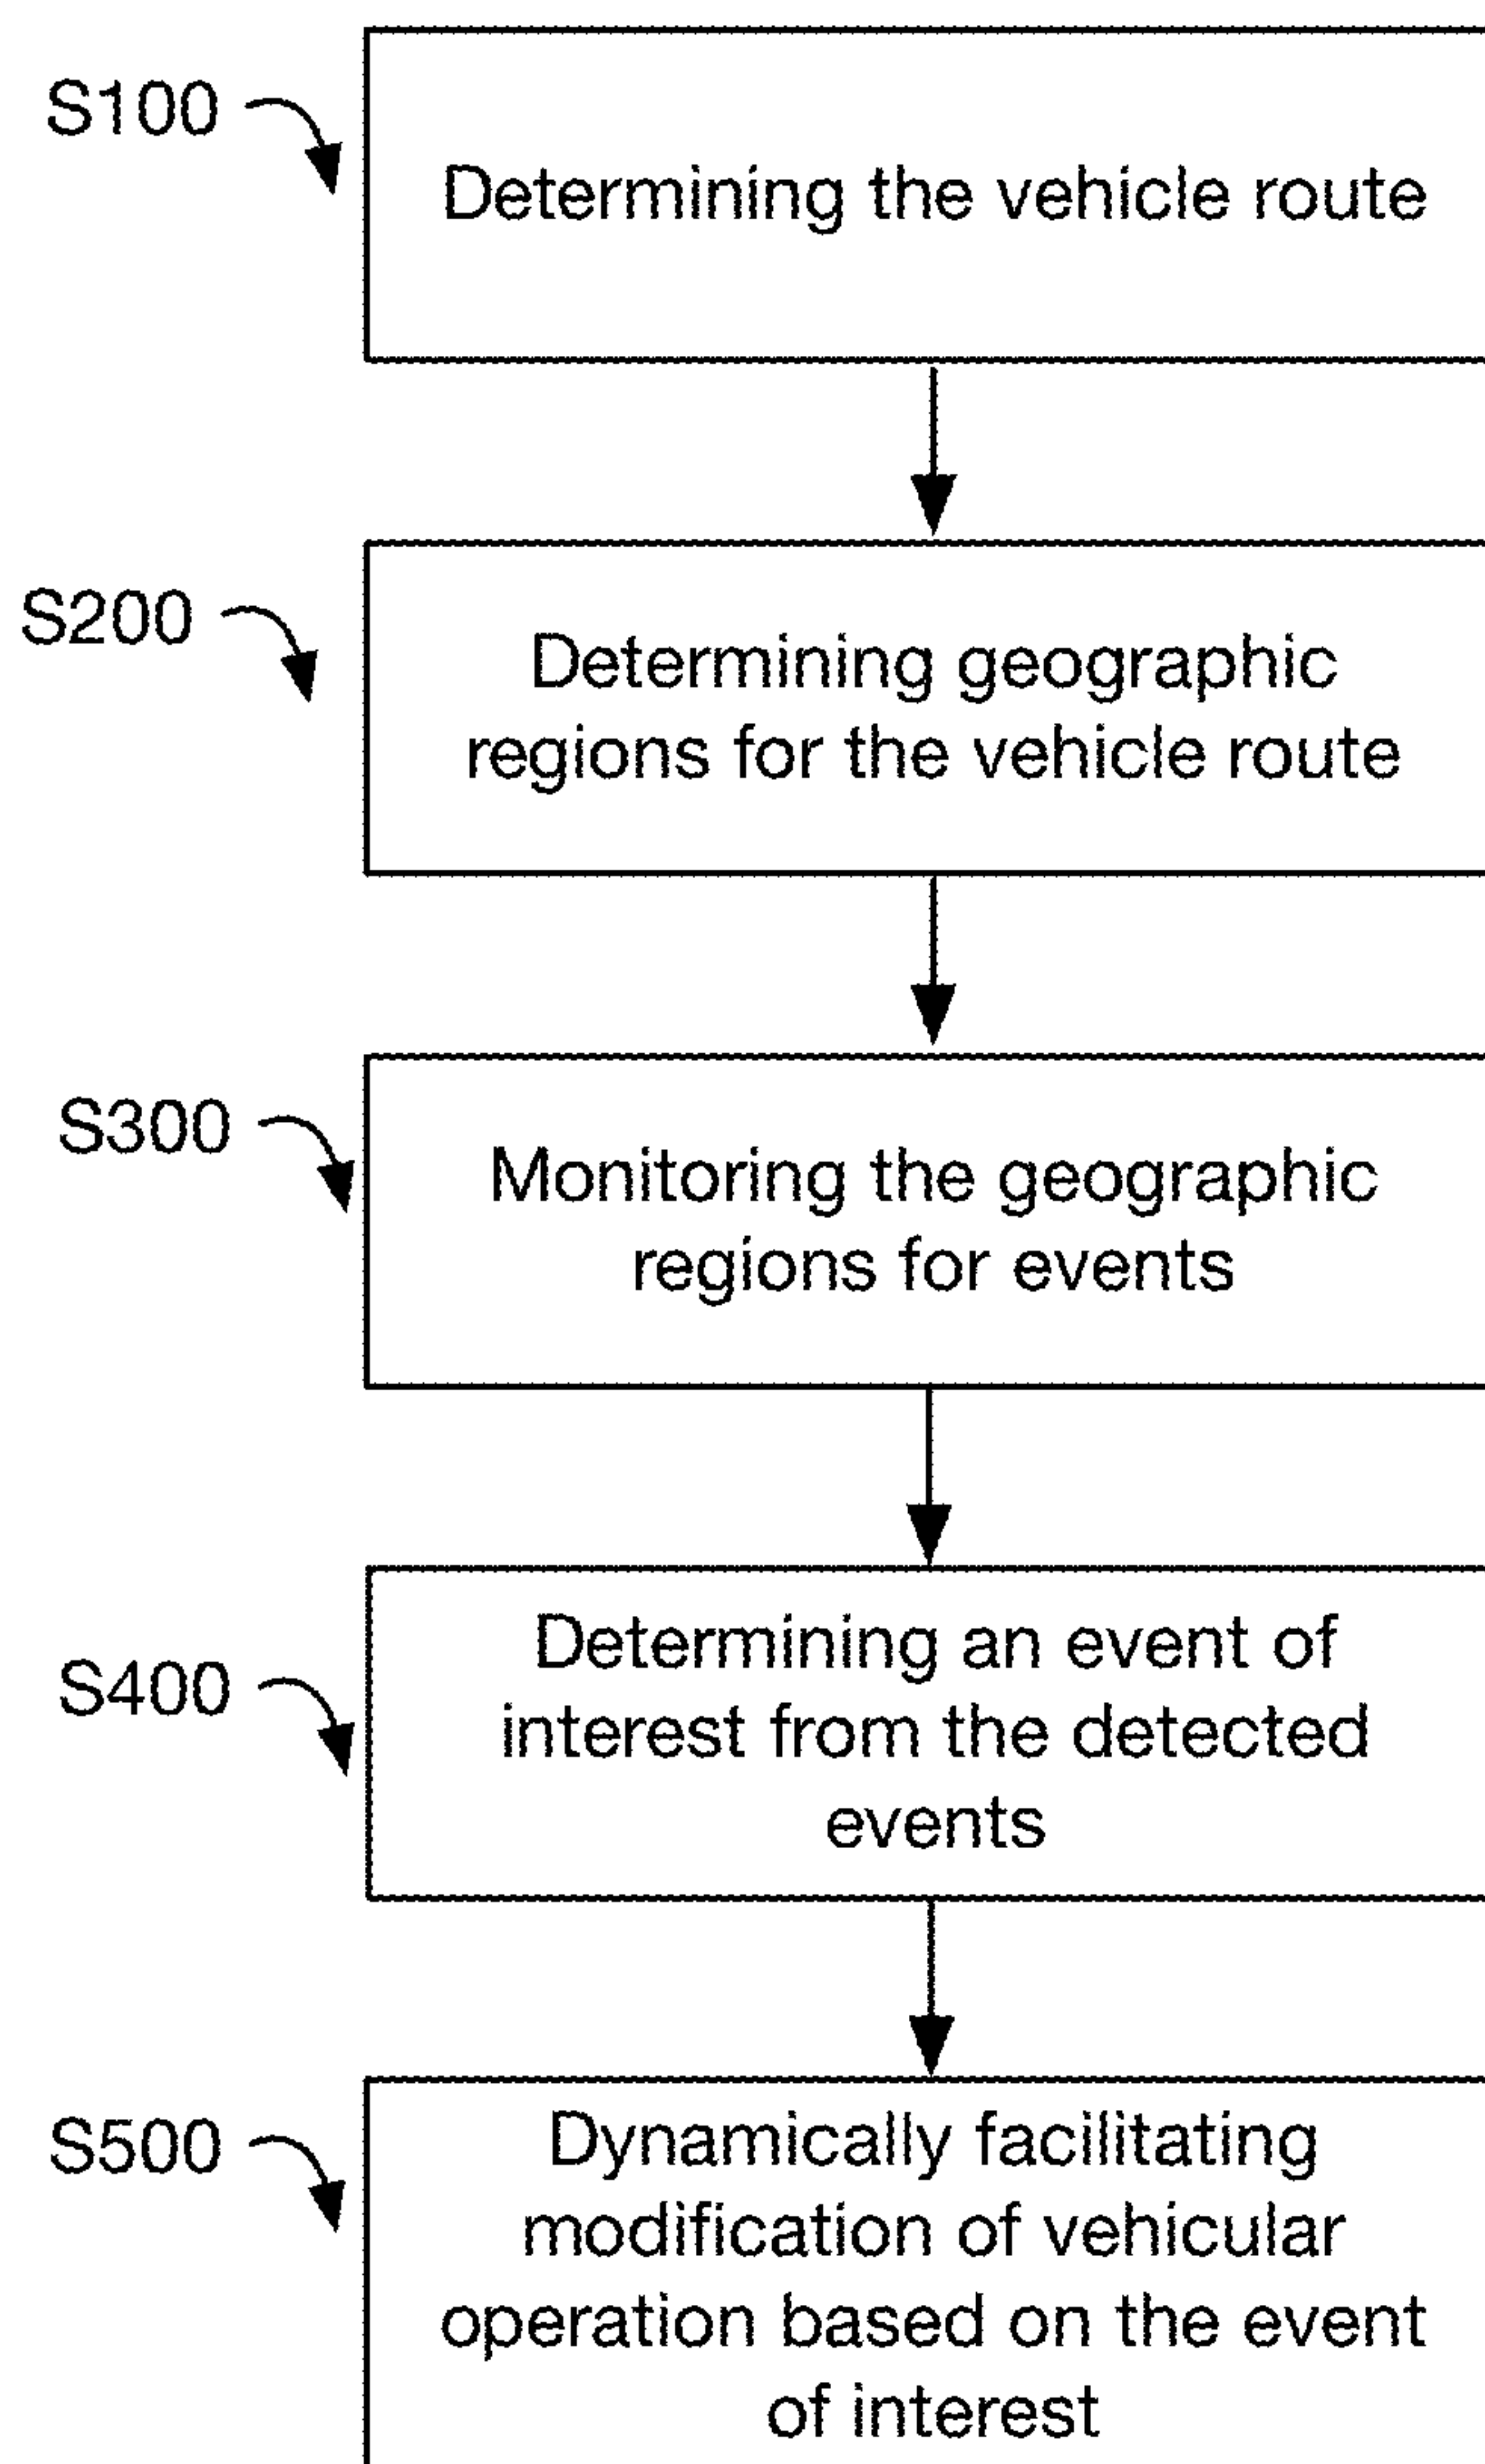 S100
Determining the vehicle route
S200
Determining geographic
regions for the vehicle route
S300
Monitoring the geographic
regions for events
S400
Determining an event of
interest from the detected
events
S500
Dynamically facilitating
modification of vehicular
operation based on the event
of interest